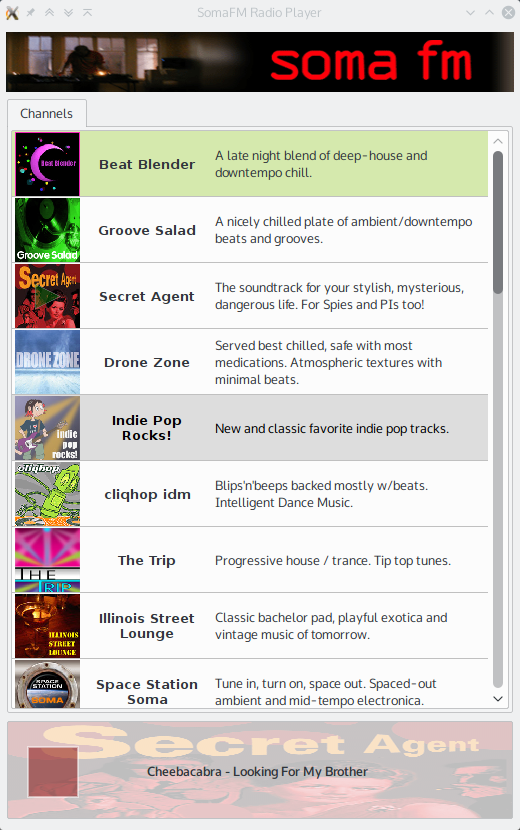 SomaFM Radio Player
soma fm
Channels
Beat Blender
Beat Blender
A late night blend of deep-house and
downtempo chill.
Groove Salad
Groove Salad
A nicely chilled plate of ambient/downtempo
beats and grooves.
Secret Agent
Secret Agent
The soundtrack for your stylish, mysterious,
dangerous life. For Spies and PIs too!
DRONE ZONE
Drone Zone
Served best chilled, safe with most
medications. Atmospheric textures with
minimal beats.
indie
pop
rocks!
Indie Pop
Rocks!
New and classic favorite indie pop tracks.
cliqhop
cliqhop idm
Blips'n'beeps backed mostly w/beats.
Intelligent Dance Music.
THE
TRIP
The Trip
Progressive house / trance. Tip top tunes.
ILLINOIS
STREET
LOUNGE
Illinois Street
Lounge
Classic bachelor pad, playful exotica and
vintage music of tomorrow.
SPACE
STATION
SOMA
Space Station
Soma
Tune in, turn on, space out. Spaced-out
ambient and mid-tempo electronica.
Secret Agent
Cheebacabra - Looking For My Brother